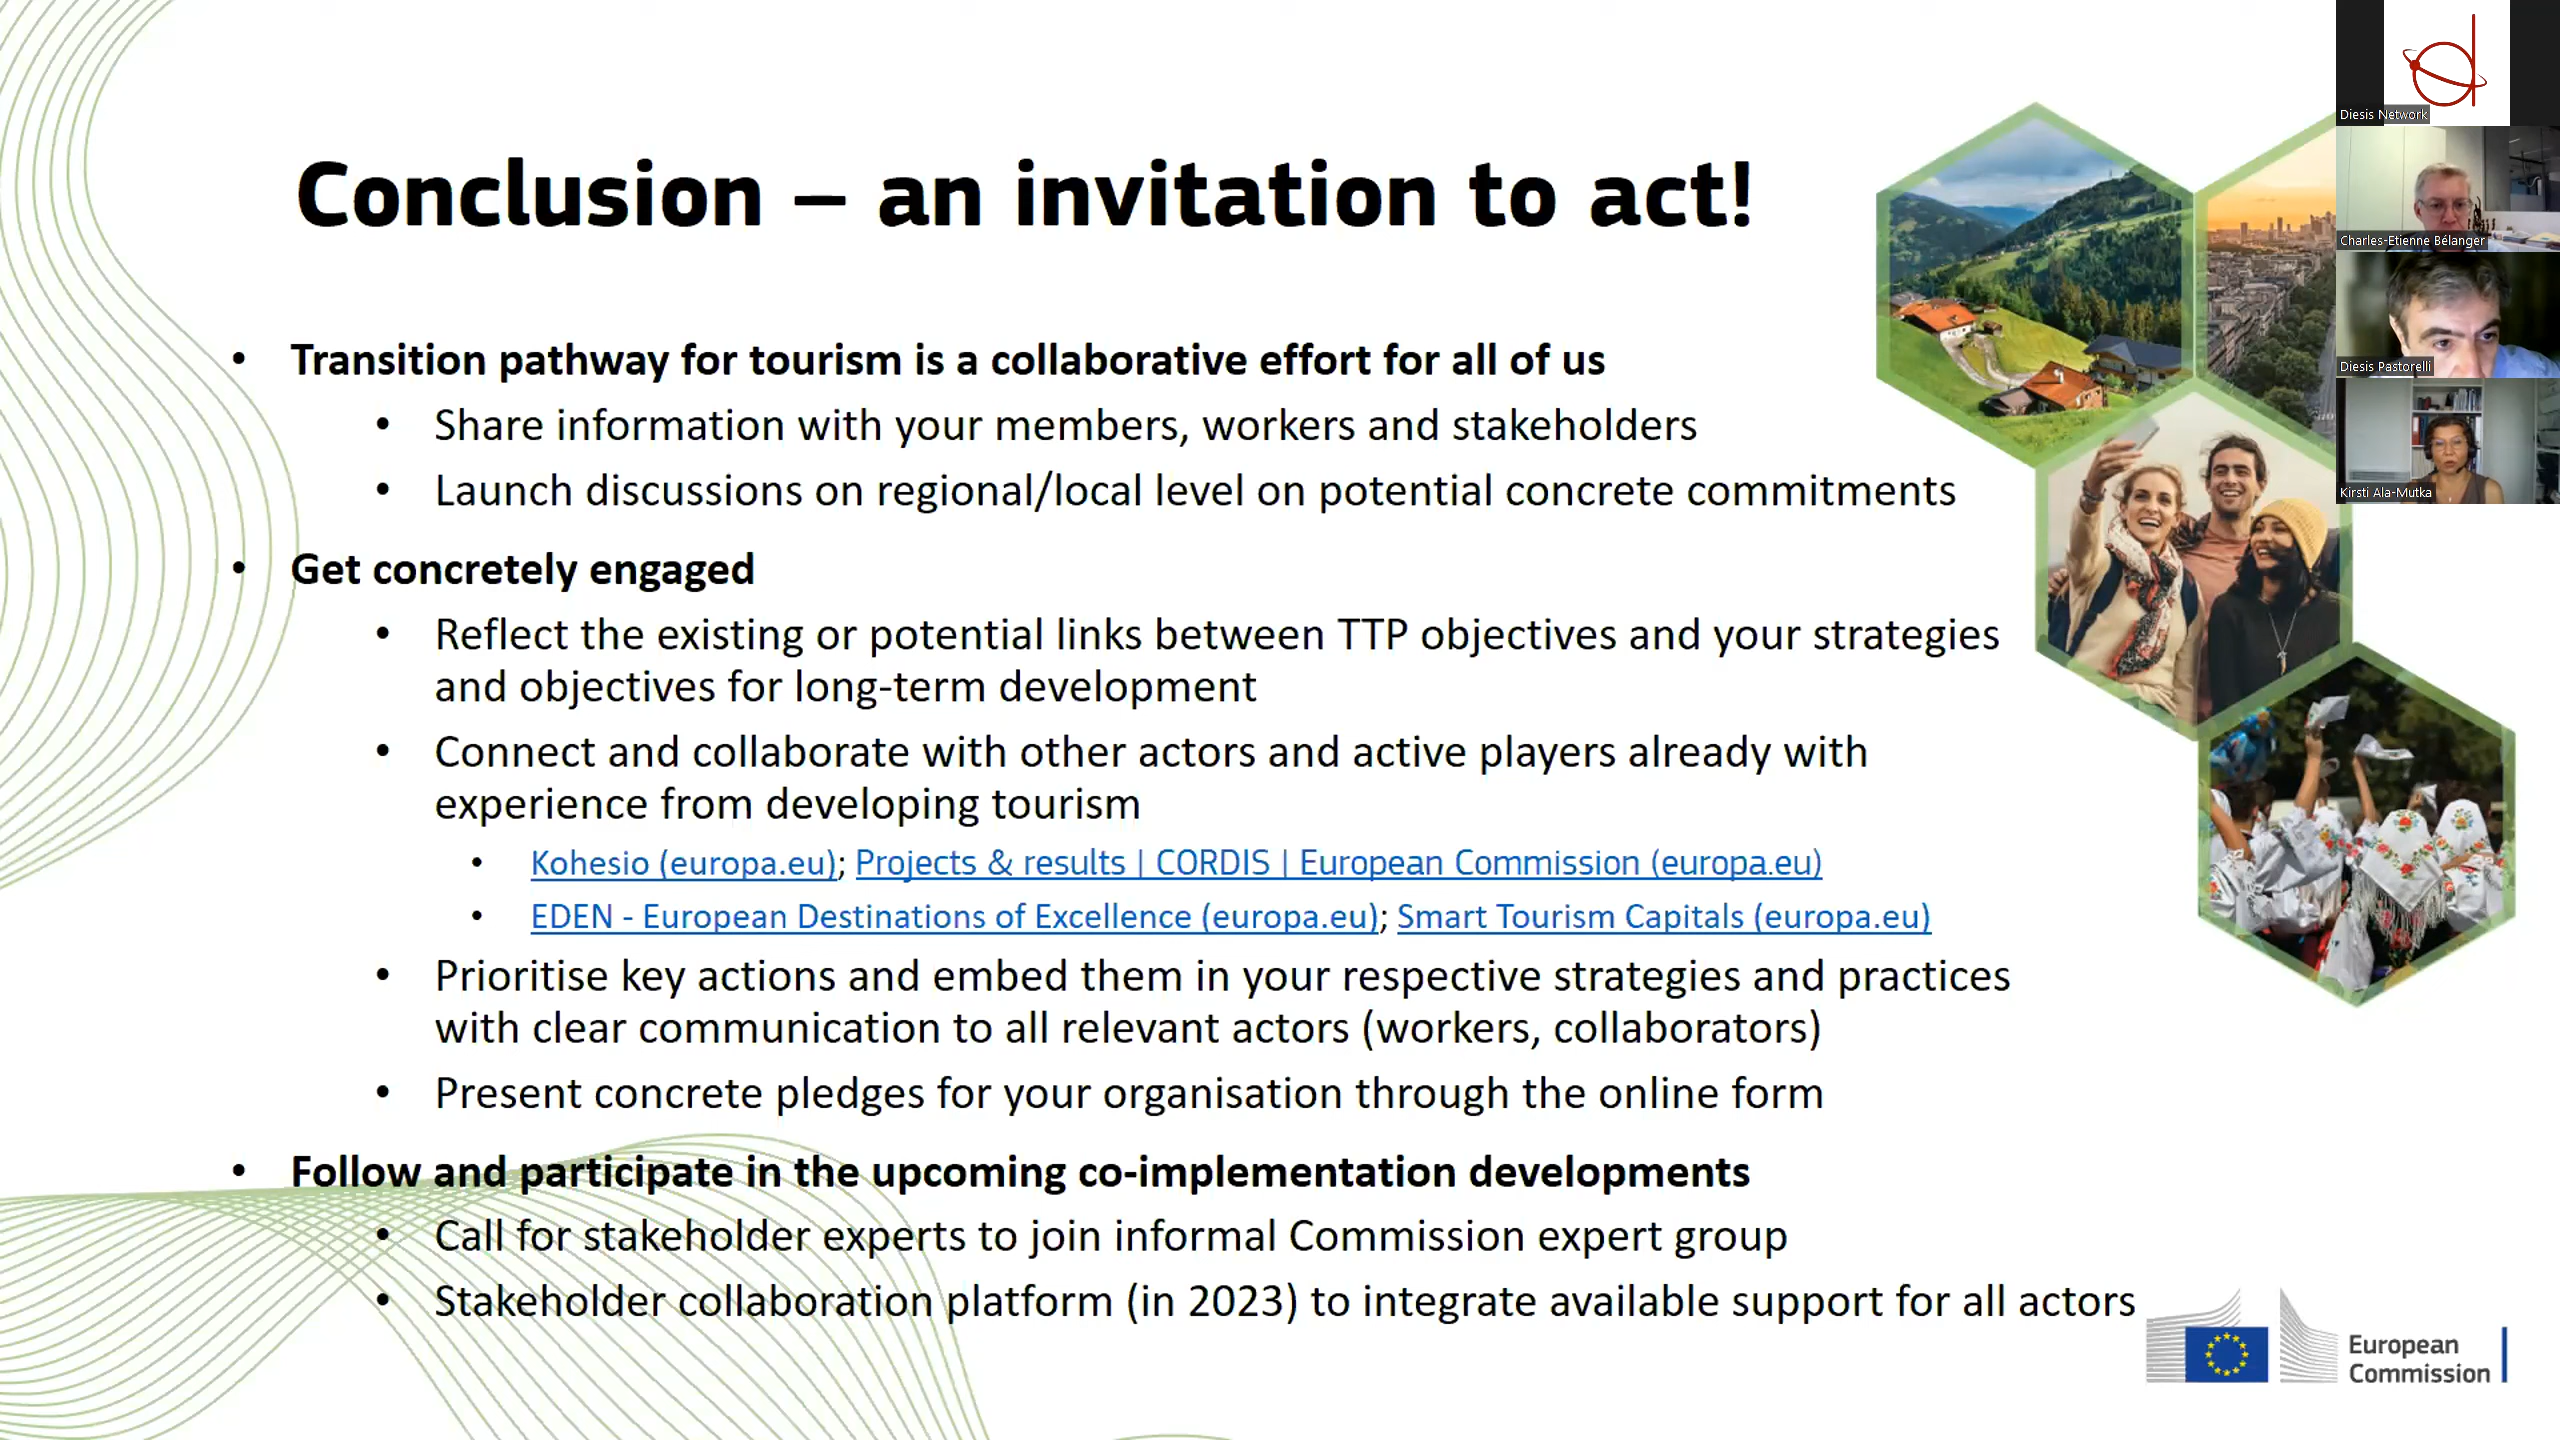 Conclusion – an invitation to act!
• Transition pathway for tourism is a collaborative effort for all of us
• Share information with your members, workers and stakeholders
• Launch discussions on regional/local level on potential concrete commitments
• Get concretely engaged
• Reflect the existing or potential links between TTP objectives and your strategies
and objectives for long-term development
• Connect and collaborate with other actors and active players already with
experience from developing tourism
• Kohesio (europa.eu); Projects & results | CORDIS | European Commission (europa.eu)
• EDEN - European Destinations of Excellence (europa.eu); Smart Tourism Capitals (europa.eu)
• Prioritise key actions and embed them in your respective strategies and practices
with clear communication to all relevant actors (workers, collaborators)
• Present concrete pledges for your organisation through the online form
• Follow and participate in the upcoming co-implementation developments
• Call for stakeholder experts to join informal Commission expert group
• Stakeholder collaboration platform (in 2023) to integrate available support for all actors
European
Commission
Diesis Network
Charles-Etienne Bélanger
Diesis Pastorelli
Kirsti Ala-Mutka